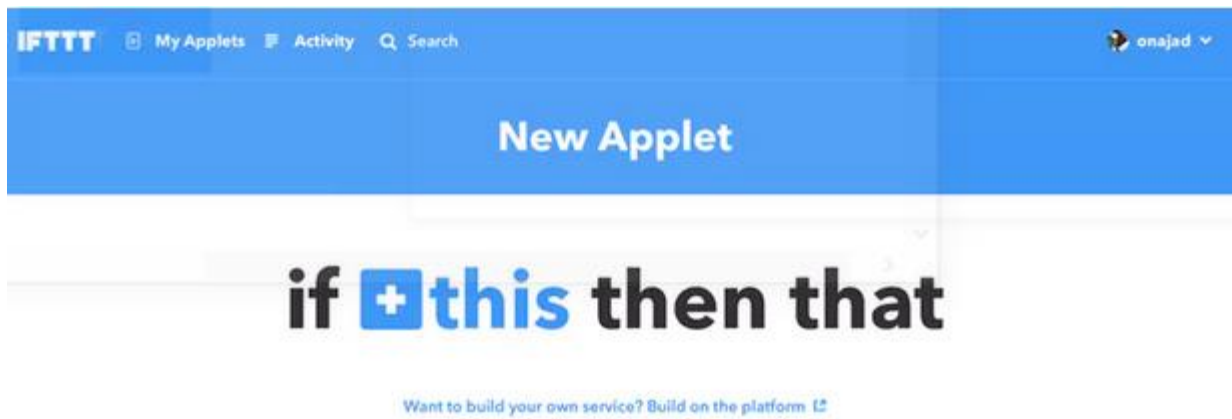 IFTTT My Applets Activity Search onajad
New Applet
if this then that
Want to build your own service? Build on the platform